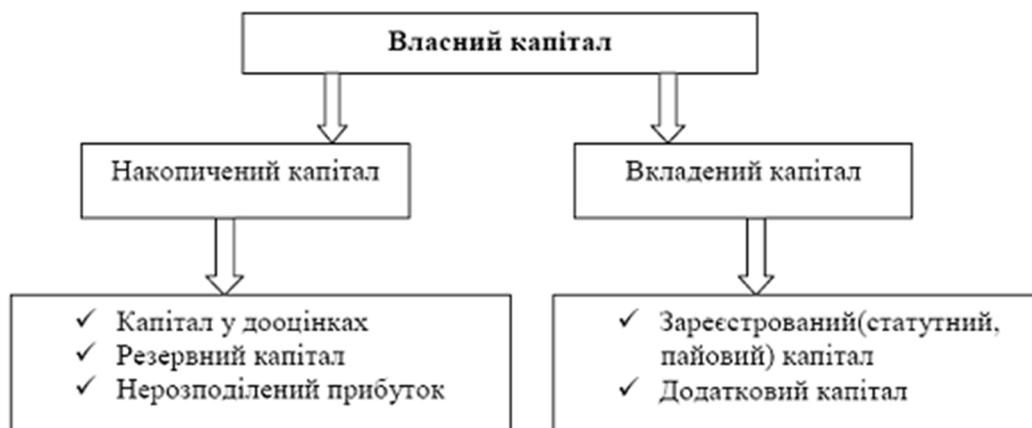 Власний капітал
Накопичений капітал
Вкладений капітал
✓ Капітал у дооцінках
✓ Резервний капітал
✓ Нерозподілений прибуток
✓ Зареєстрований(статутний,
пайовий) капітал
✓ Додатковий капітал